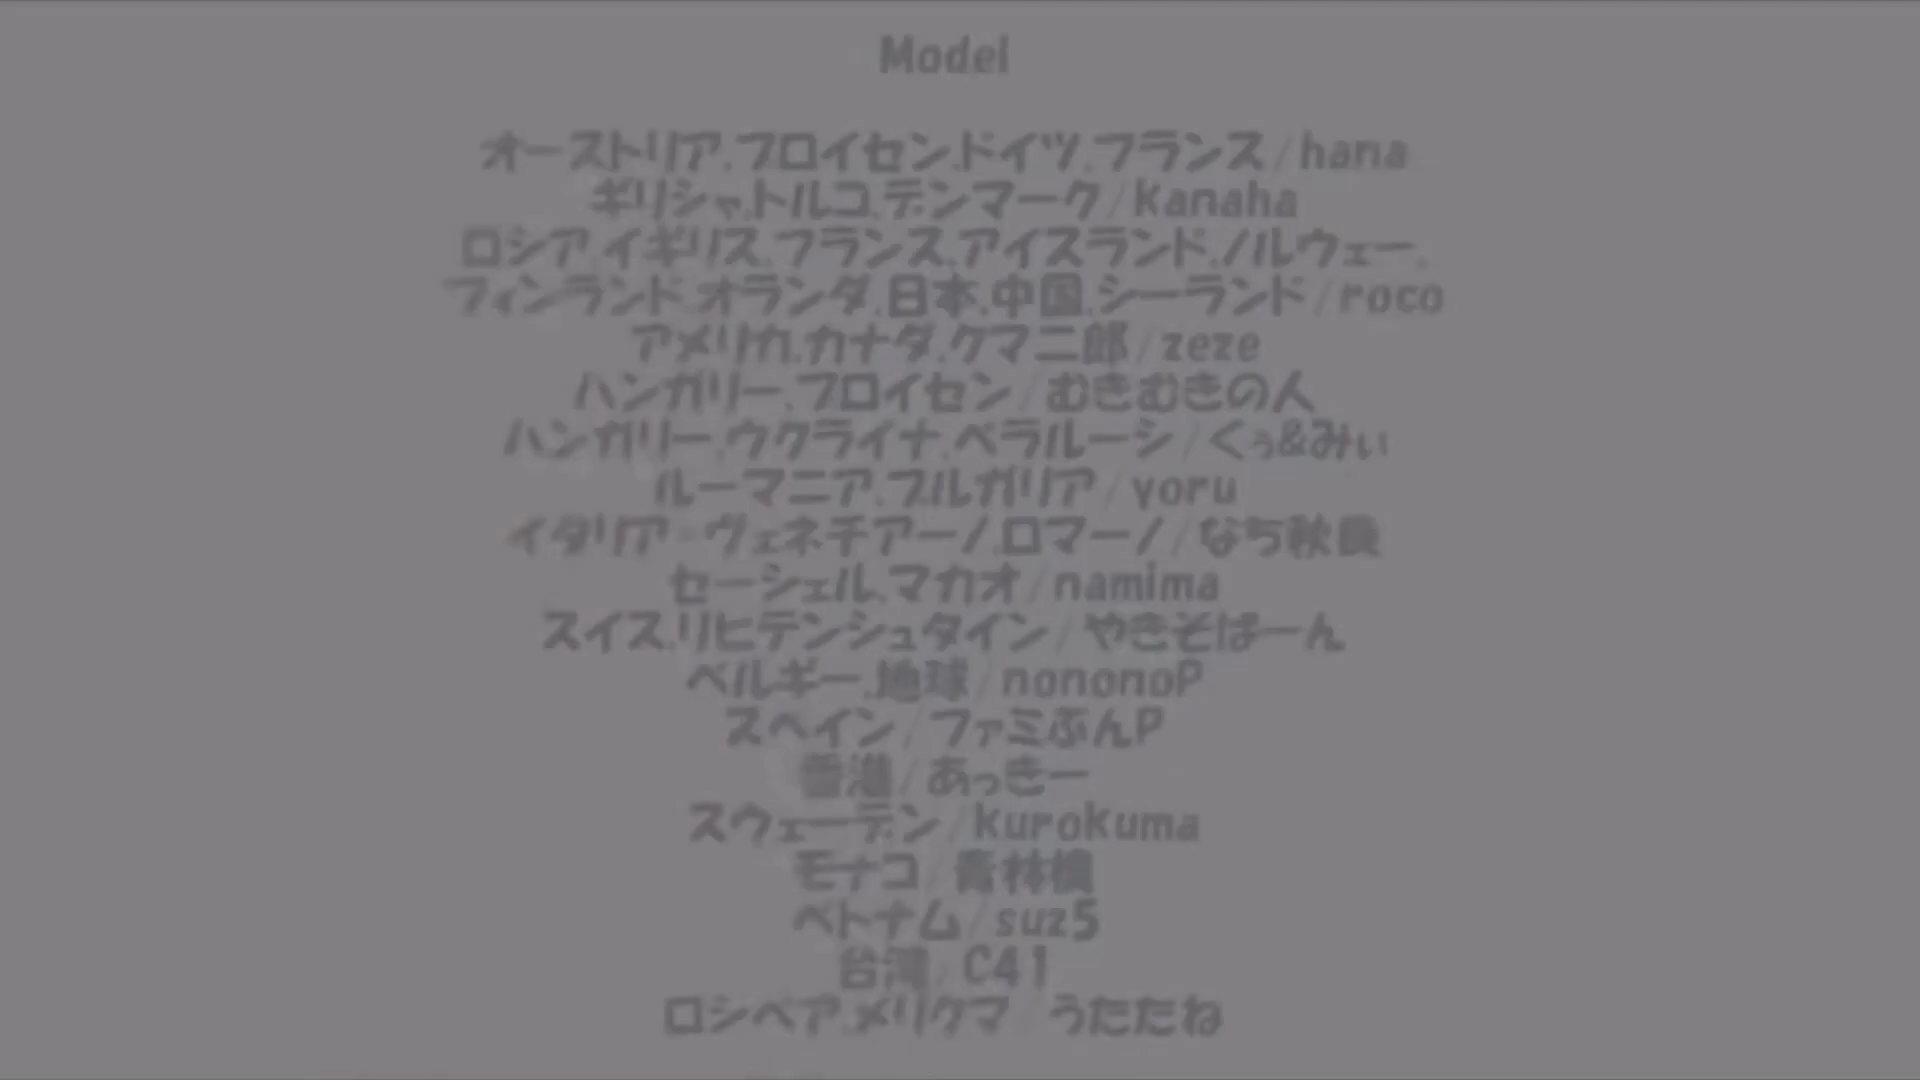 Model
オーストリア.プロイセン.ドイツ.フランス/hana
ギリシャ.トルコ.デンマーク/kanaha
ロシア.イギリス.フランス.アイスランド.ノルウェー.
フィンランド.オランダ.日本.中国.シーランド/roco
アメリカ.カナダ.クマ二郎/zeze
ハンガリー.プロイセン/むきむきの人
ハンガリー.ウクライナ.ベラルーシ/くぅ&みぃ
ルーマニア.ブルガリア/yoru
イタリア=ヴェネチアーノ.ロマーノ/なち秋良
セーシェル.マカオ/namima
スイス.リヒテンシュタイン/やきそばーん
ベルギー.地球/nononoP
スペイン/ファミぶんP
香港/あっきー
スウェーデン/kurokuma
モナコ/青林檎
ベトナム/suz5
台湾/C41
ロシベア.メリクマ/うたたね